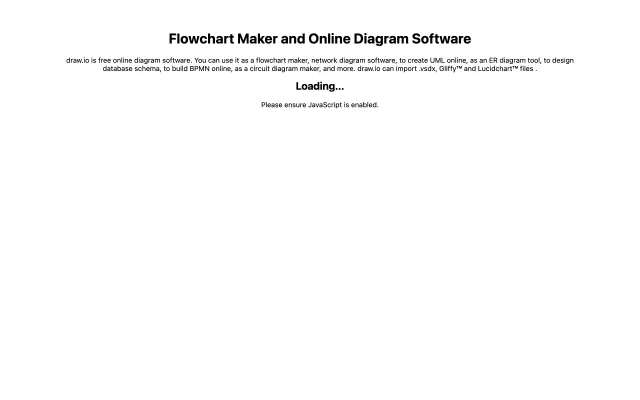 Flowchart Maker and Online Diagram Software
draw.io is free online diagram software. You can use it as a flowchart maker, network diagram software, to create UML online, as an ER diagram tool, to design
database schema, to build BPMN online, as a circuit diagram maker, and more. draw.io can import .vsdx, Gliffy™ and Lucidchart™ files .
Loading...
Please ensure JavaScript is enabled.